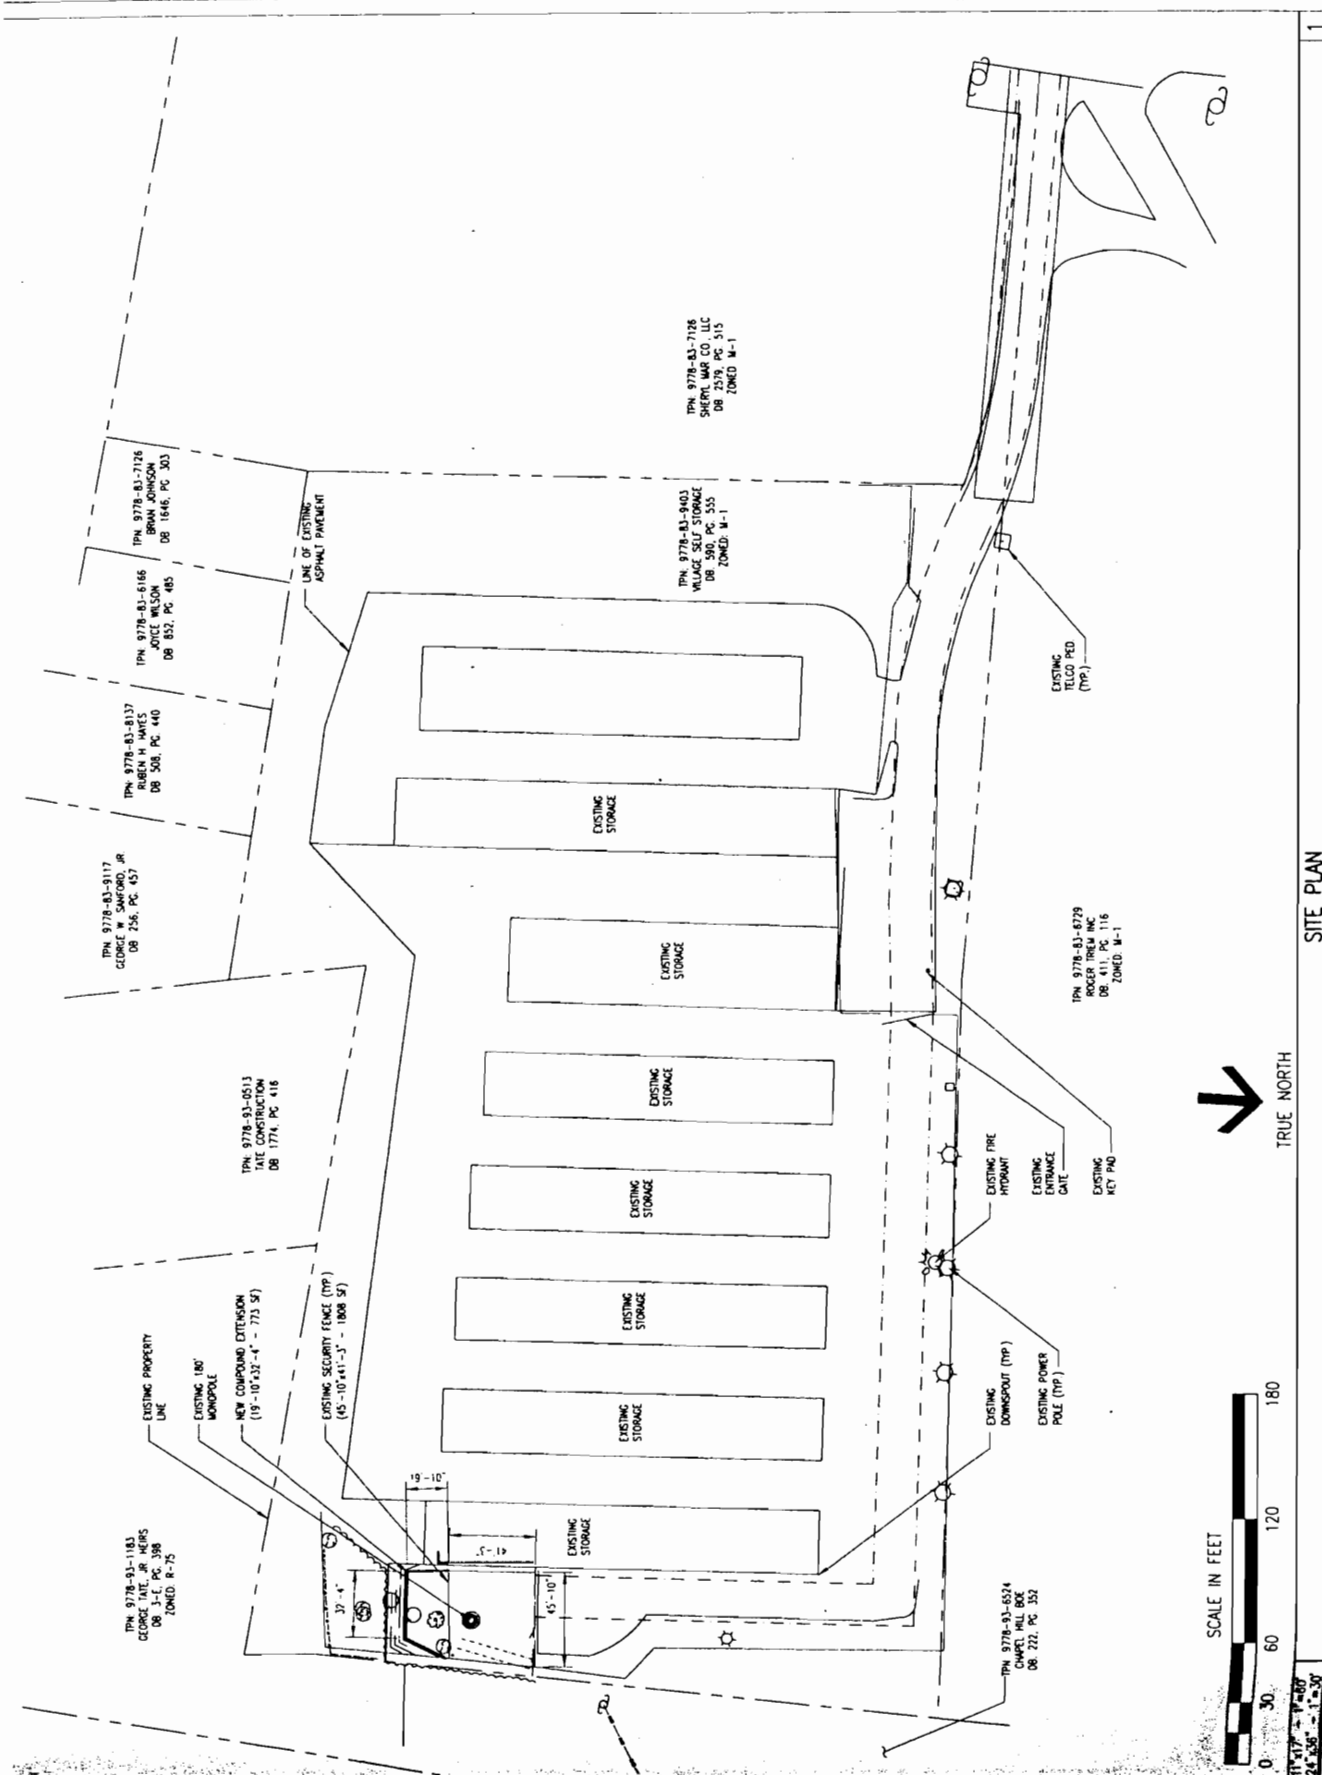 TPN: 9778-83-7126
BRIAN JOHNSON
DB 1646, PG 303
TPN: 9778-83-6166
JOYCE WILSON
DB 852, PG. 485
TPN: 9778-83-8137
RUBEN H. HAYES
DB 508, PG. 440
TPN: 9778-83-9117
GEORGE W. SANFORD, JR.
DB 256, PG. 457
TPN: 9778-93-0513
TATE CONSTRUCTION
DB 1774, PG 416
TPN: 9778-93-1183
GEORGE TATE, JR. HEIRS
DB 3-E, PG. 398
ZONED: R-75
EXISTING PROPERTY
LINE
EXISTING 180'
MONOPOLE
NEW COMPOUND EXTENSION
(19'-10"x32'-4" - 773 SF)
EXISTING SECURITY FENCE (TYP.)
(45'-10"x41'-3" - 1808 SF)
LINE OF EXISTING
ASPHALT PAVEMENT
TPN: 9778-83-7126
SHERYL MAR CO., LLC
DB 2579, PG. 515
ZONED M-1
TPN: 9778-83-9403
VILLAGE SELF STORAGE
DB. 590, PG. 555
ZONED: M-1
EXISTING
STORAGE
EXISTING
STORAGE
EXISTING
STORAGE
EXISTING
STORAGE
EXISTING
STORAGE
EXISTING
STORAGE
EXISTING
STORAGE
19'-10"
41'-3"
32'-4"
45'-10"
EXISTING
TELCO PED.
(TYP.)
TPN: 9778-83-6729
ROGER TREM INC
DB. 411, PG. 116
ZONED: M-1
EXISTING FIRE
HYDRANT
EXISTING
ENTRANCE
GATE
EXISTING
KEY PAD
EXISTING
DOWNSPOUT (TYP.)
EXISTING POWER
POLE (TYP.)
TPN: 9778-93-6524
CHAPEL HILL BOE
DB. 222, PG. 352
TRUE NORTH
SCALE IN FEET
0 30 60 120 180
11"x17" - 1"=60'
24"x36" - 1"=30'
SITE PLAN
1